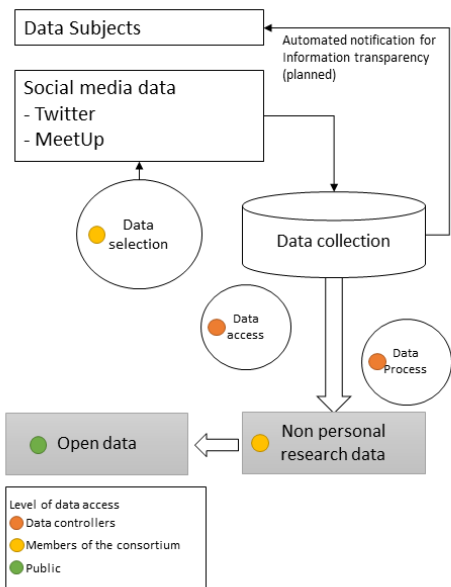 Data Subjects
Automated notification for
Information transparency
(planned)
Social media data
- Twitter
- MeetUp
Data
selection
Data collection
Data
access
Data
Process
Open data
Non personal
research data
Level of data access
Data controllers
Members of the consortium
Public